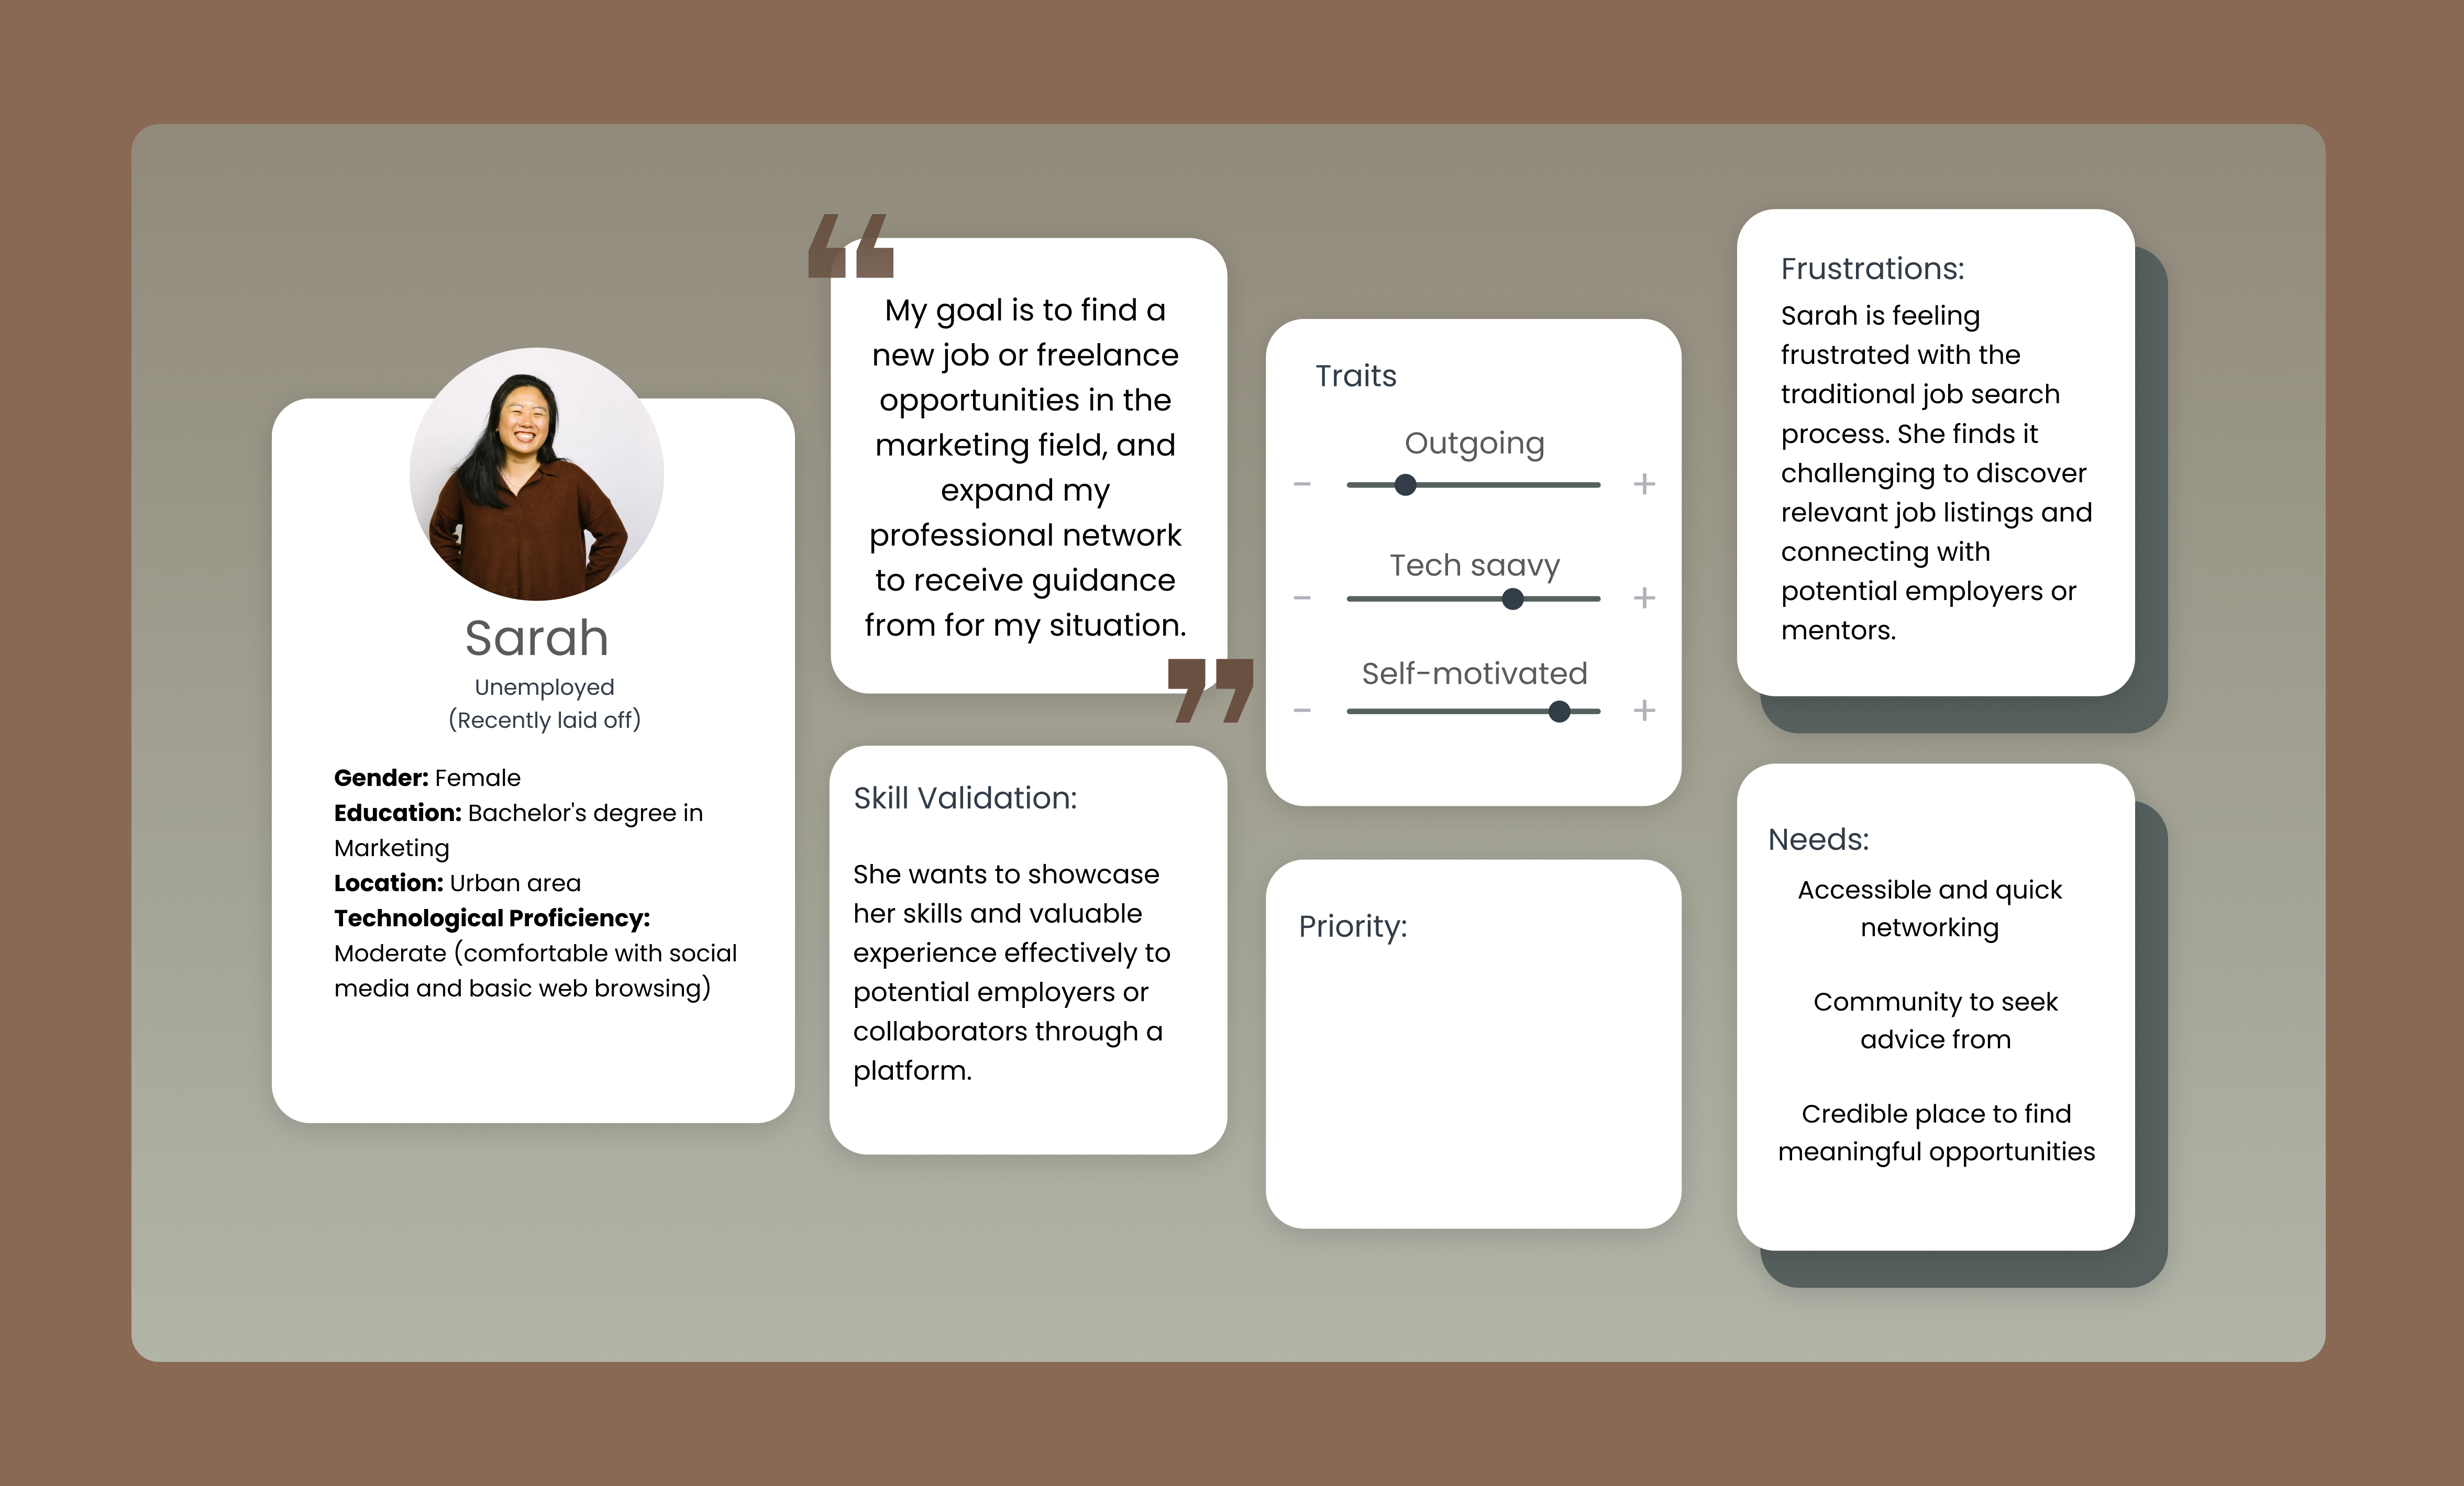 Sarah
Unemployed
(Recently laid off)
Gender: Female
Education: Bachelor's degree in
Marketing
Location: Urban area
Technological Proficiency:
Moderate (comfortable with social
media and basic web browsing)
“
My goal is to find a
new job or freelance
opportunities in the
marketing field, and
expand my
professional network
to receive guidance
from for my situation.
”
Skill Validation:
She wants to showcase
her skills and valuable
experience effectively to
potential employers or
collaborators through a
platform.
Traits
Outgoing
− +
Tech saavy
− +
Self-motivated
− +
Priority:
Frustrations:
Sarah is feeling
frustrated with the
traditional job search
process. She finds it
challenging to discover
relevant job listings and
connecting with
potential employers or
mentors.
Needs:
Accessible and quick
networking
Community to seek
advice from
Credible place to find
meaningful opportunities